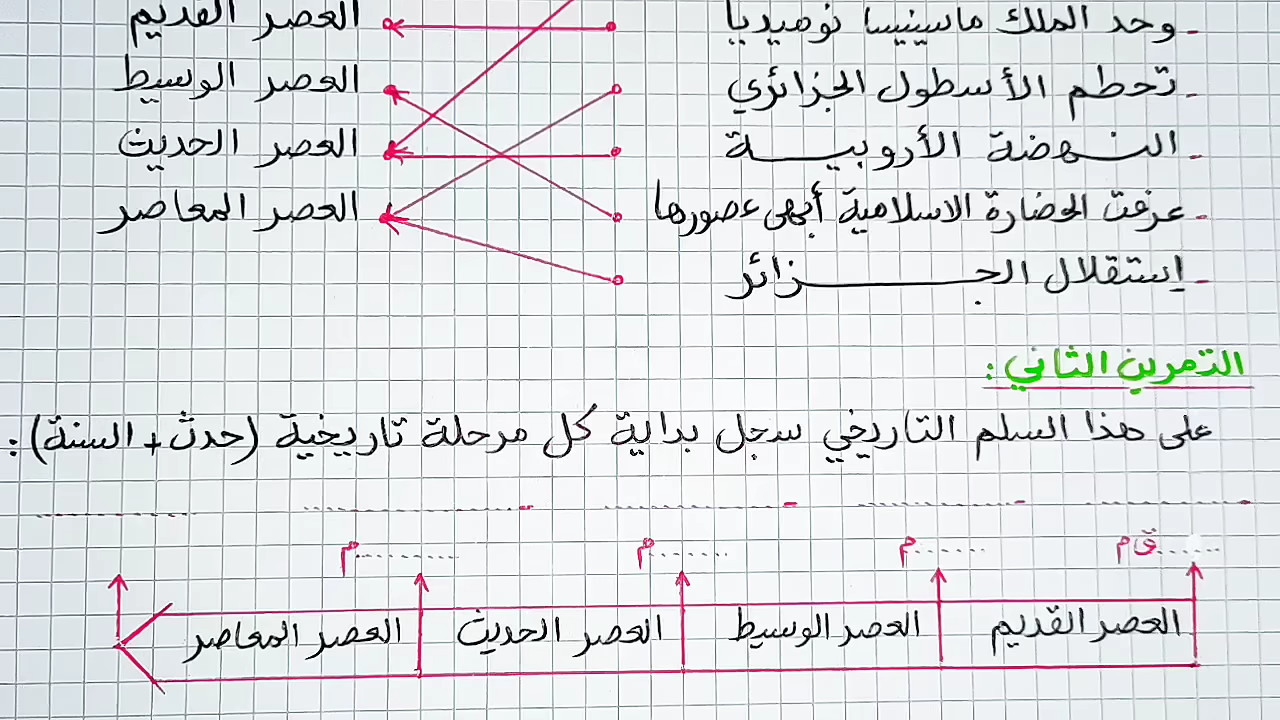 - وحد الملك ماسينيسا نوميديا
العصر القديم
- تحطم الأسطول الجزائري
العصر الوسيط
- النهضة الأروبية
العصر الحديث
- عرفت الحضارة الاسلامية أبهى عصورها
العصر المعاصر
- إستقلال الجزائر
التمرين الثاني :
على هذا السلم التاريخي سجل بداية كل مرحلة تاريخية (حدث + السنة) :
- .......... - .......... - .......... ..........
......ق م ......م ......م ......م
العصر القديم العصر الوسيط العصر الحديث العصر المعاصر